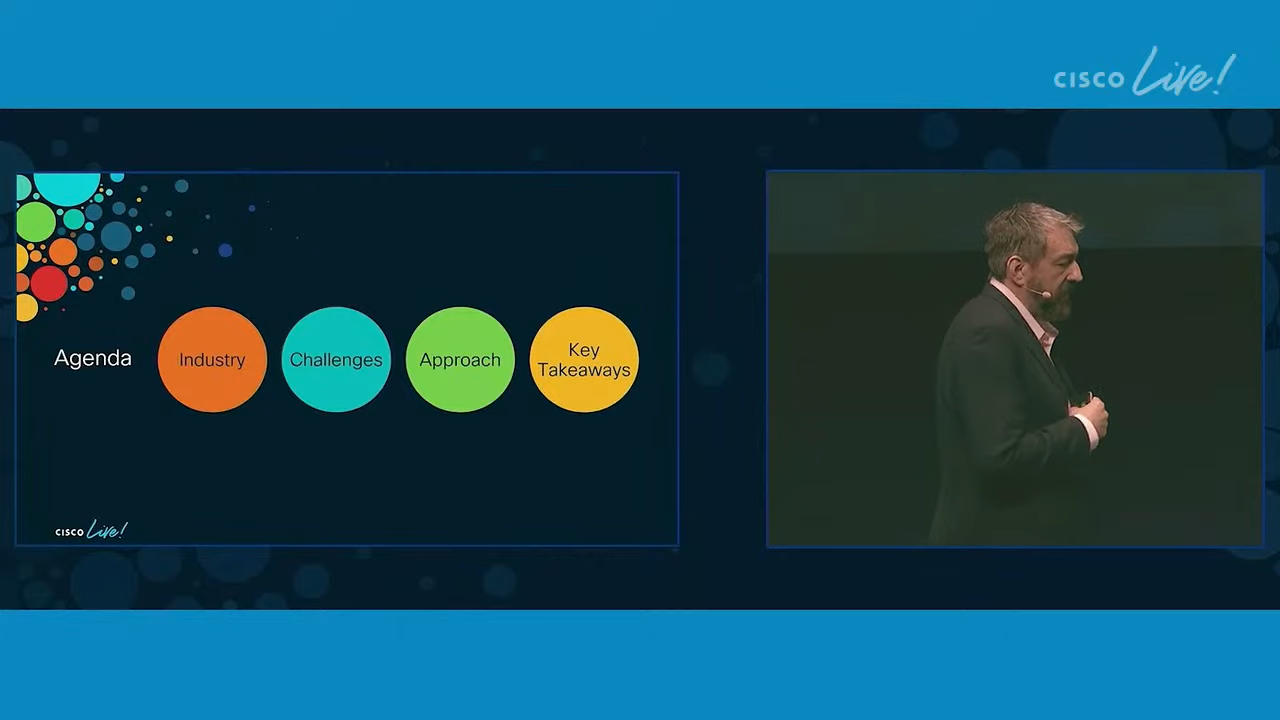 CISCO Live!
Agenda
Industry
Challenges
Approach
Key
Takeaways
CISCO Live!